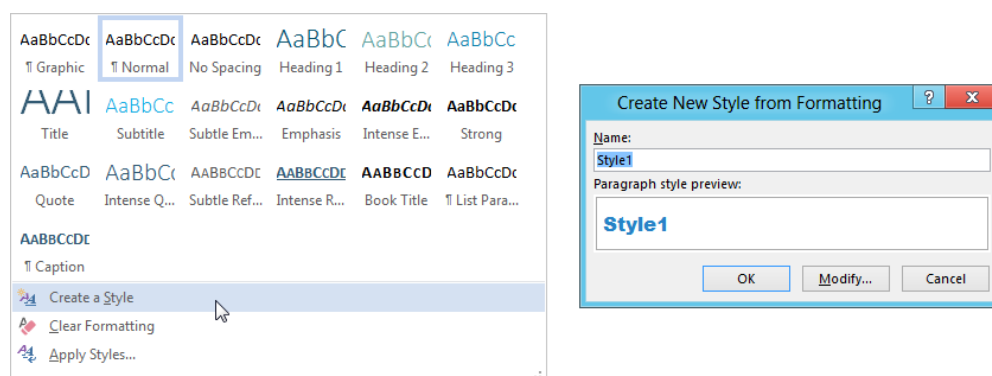 AaBbCcDc AaBbCcDc AaBbCcDc AaBbC AaBbCc AaBbCc
¶ Graphic ¶ Normal No Spacing Heading 1 Heading 2 Heading 3
AAI AaBbCc AaBbCcDc AaBbCcDc AaBbCcDc AaBbCcDc
Title Subtitle Subtle Em... Emphasis Intense E... Strong
AaBbCcD AaBbCc AABBCCDE AABBCCDE AABBCCD AaBbCcDc
Quote Intense Q... Subtle Ref... Intense R... Book Title ¶ List Para...
AABBCCDE
¶ Caption
Create a Style
Clear Formatting
Apply Styles...
Create New Style from Formatting ? x
Name:
Style1
Paragraph style preview:
Style1
OK Modify... Cancel